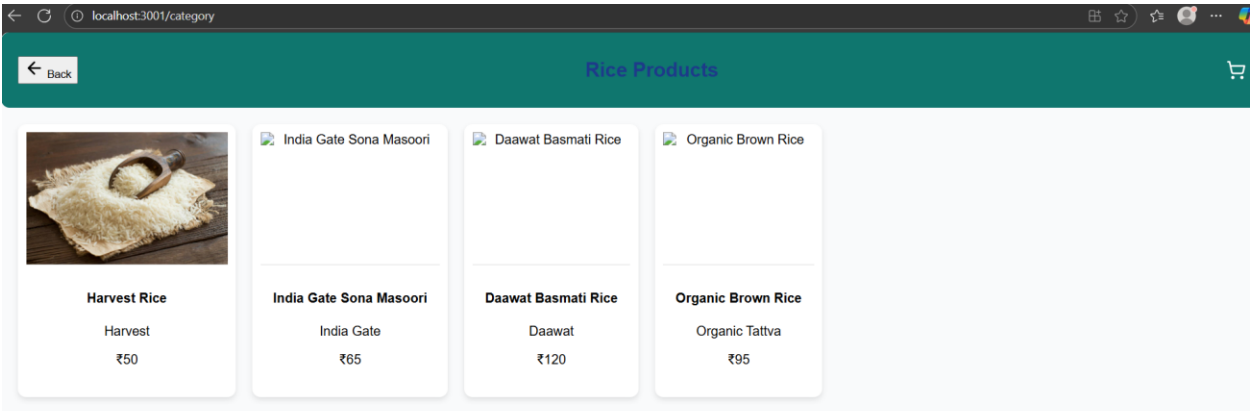 localhost:3001/category
Back
Rice Products
India Gate Sona Masoori
Daawat Basmati Rice
Organic Brown Rice
Harvest Rice
Harvest
₹50
India Gate Sona Masoori
India Gate
₹65
Daawat Basmati Rice
Daawat
₹120
Organic Brown Rice
Organic Tattva
₹95